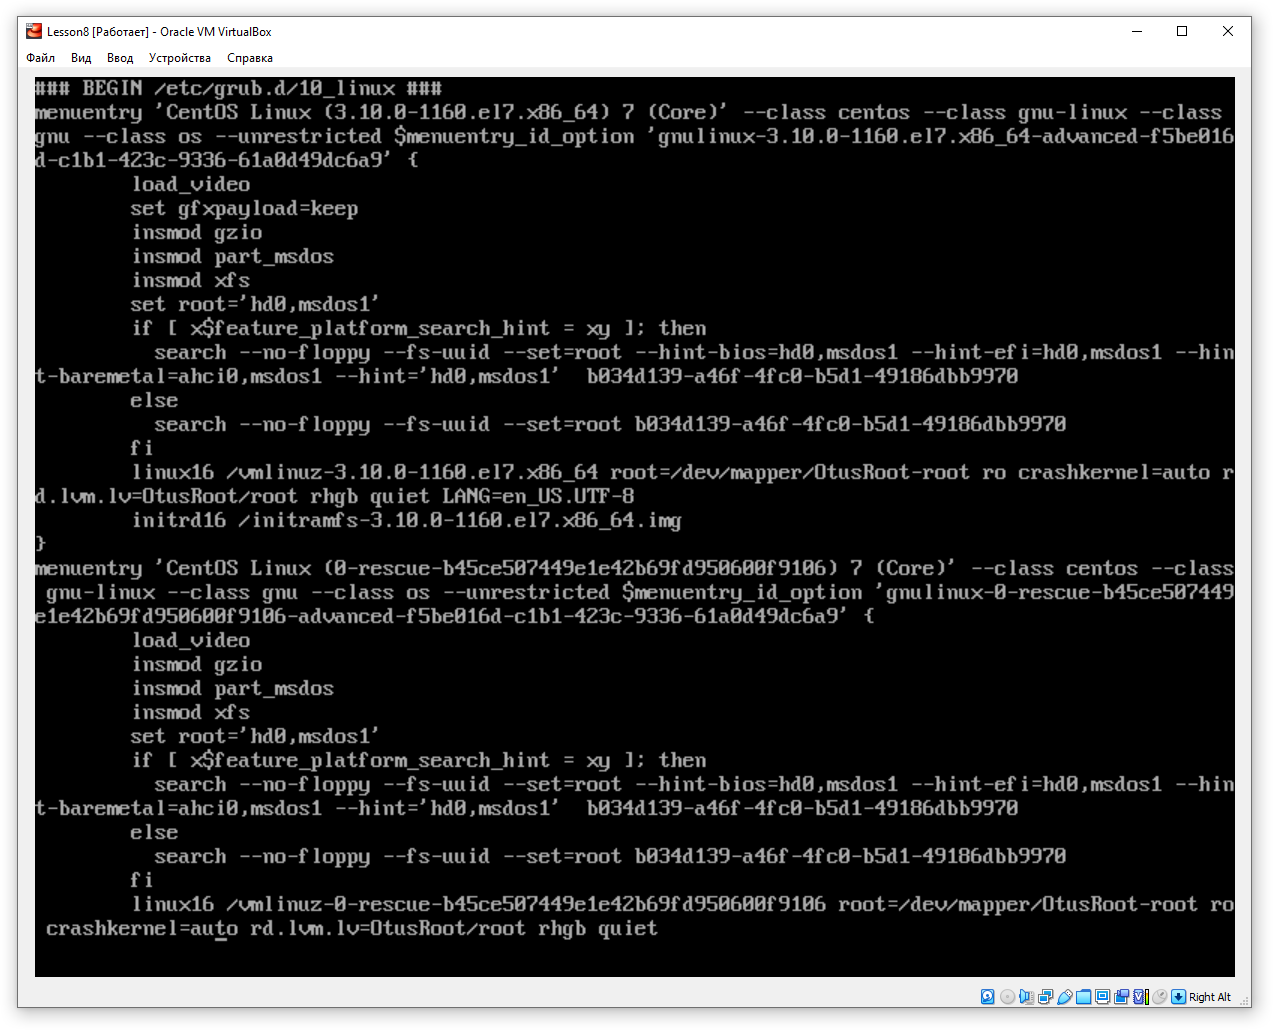 Lesson8 [Работает] - Oracle VM VirtualBox
Файл Вид Ввод Устройства Справка
### BEGIN /etc/grub.d/10_linux ###
menuentry 'CentOS Linux (3.10.0-1160.el7.x86_64) 7 (Core)' --class centos --class gnu-linux --class
gnu --class os --unrestricted $menuentry_id_option 'gnulinux-3.10.0-1160.el7.x86_64-advanced-f5be016
d-c1b1-423c-9336-61a0d49dc6a9' {
load_video
set gfxpayload=keep
insmod gzio
insmod part_msdos
insmod xfs
set root='hd0,msdos1'
if [ x$feature_platform_search_hint = xy ]; then
search --no-floppy --fs-uuid --set=root --hint-bios=hd0,msdos1 --hint-efi=hd0,msdos1 --hin
t-baremetal=ahci0,msdos1 --hint='hd0,msdos1'  b034d139-a46f-4fc0-b5d1-49186dbb9970
else
search --no-floppy --fs-uuid --set=root b034d139-a46f-4fc0-b5d1-49186dbb9970
fi
linux16 /vmlinuz-3.10.0-1160.el7.x86_64 root=/dev/mapper/OtusRoot-root ro crashkernel=auto r
d.lvm.lv=OtusRoot/root rhgb quiet LANG=en_US.UTF-8
initrd16 /initramfs-3.10.0-1160.el7.x86_64.img
}
menuentry 'CentOS Linux (0-rescue-b45ce507449e1e42b69fd950600f9106) 7 (Core)' --class centos --class
gnu-linux --class gnu --class os --unrestricted $menuentry_id_option 'gnulinux-0-rescue-b45ce507449
e1e42b69fd950600f9106-advanced-f5be016d-c1b1-423c-9336-61a0d49dc6a9' {
load_video
insmod gzio
insmod part_msdos
insmod xfs
set root='hd0,msdos1'
if [ x$feature_platform_search_hint = xy ]; then
search --no-floppy --fs-uuid --set=root --hint-bios=hd0,msdos1 --hint-efi=hd0,msdos1 --hin
t-baremetal=ahci0,msdos1 --hint='hd0,msdos1'  b034d139-a46f-4fc0-b5d1-49186dbb9970
else
search --no-floppy --fs-uuid --set=root b034d139-a46f-4fc0-b5d1-49186dbb9970
fi
linux16 /vmlinuz-0-rescue-b45ce507449e1e42b69fd950600f9106 root=/dev/mapper/OtusRoot-root ro
crashkernel=auto rd.lvm.lv=OtusRoot/root rhgb quiet
Right Alt